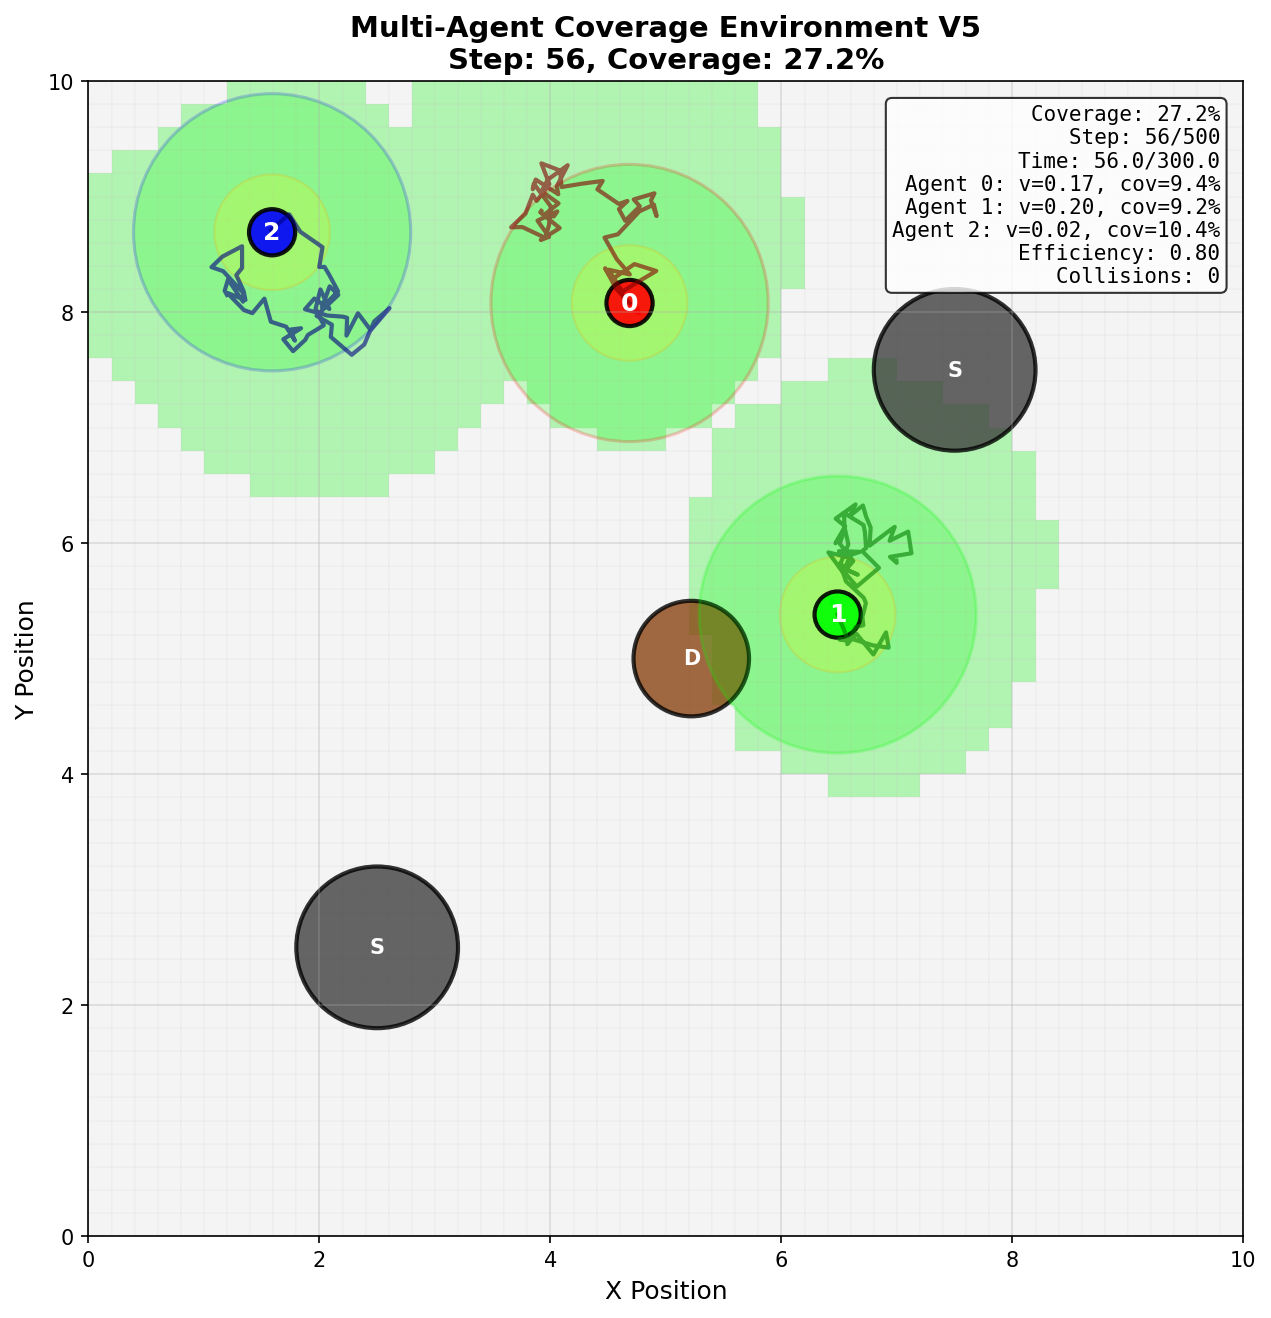 Multi-Agent Coverage Environment V5
Step: 56, Coverage: 27.2%
Coverage: 27.2%
Step: 56/500
Time: 56.0/300.0
Agent 0: v=0.17, cov=9.4%
Agent 1: v=0.20, cov=9.2%
Agent 2: v=0.02, cov=10.4%
Efficiency: 0.80
Collisions: 0
2
0
S
1
D
S
Y Position
10
8
6
4
2
0
0 2 4 6 8 10
X Position